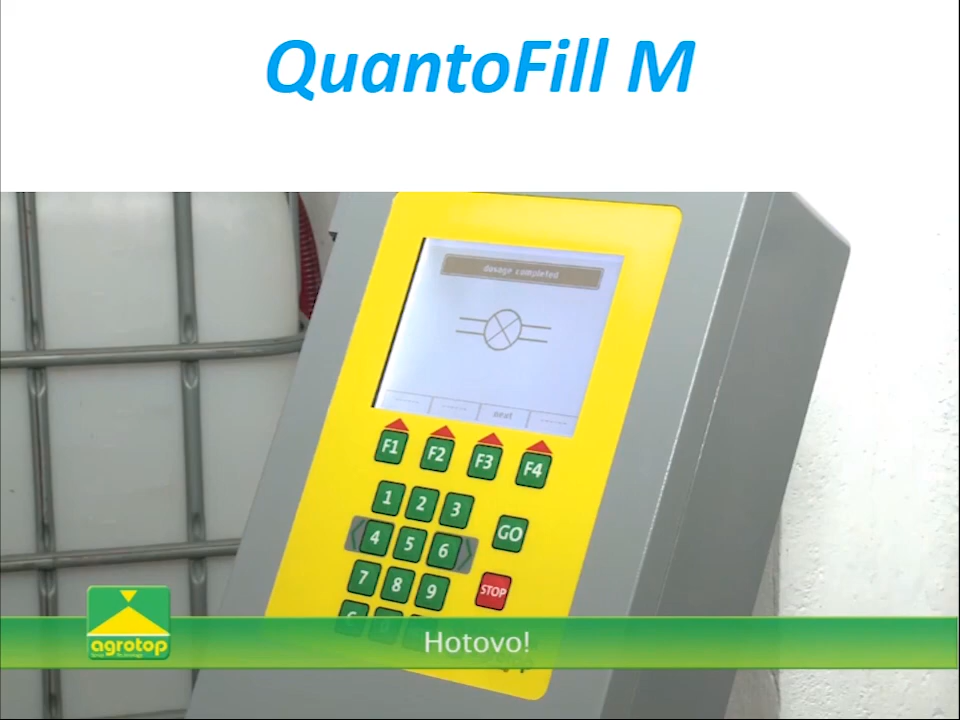 QuantoFill M
dosage completed
next
F1 F2 F3 F4
1 2 3
4 5 6 GO
7 8 9 STOP
agrotop
Hotovo!